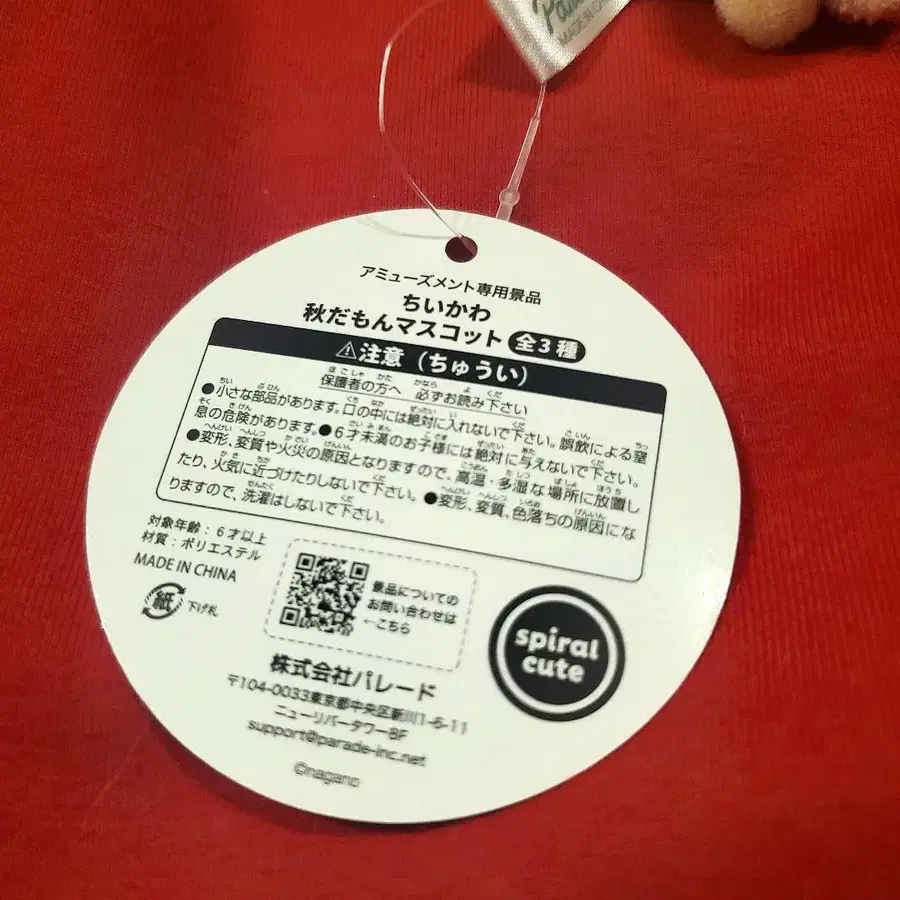 MADE IN
アミューズメント専用景品
ちいかわ
秋だもんマスコット 全3種
⚠注意（ちゅうい）
保護者の方へ 必ずお読み下さい
●小さな部品があります。口の中には絶対に入れないで下さい。誤飲による窒
息の危険があります。●6才未満のお子様には絶対に与えないで下さい。
●変形、変質や火災の原因となりますので、高温・多湿な場所に放置し
たり、火気に近づけたりしないで下さい。●変形、変質、色落ちの原因にな
りますので、洗濯はしないで下さい。
対象年齢：6才以上
材質：ポリエステル
MADE IN CHINA
紙 下げ札
景品についての
お問い合わせは
←こちら
spiral
cute
株式会社パレード
〒104-0033東京都中央区新川1-6-11
ニューリバータワー8F
support@parade-inc.net
©nagano